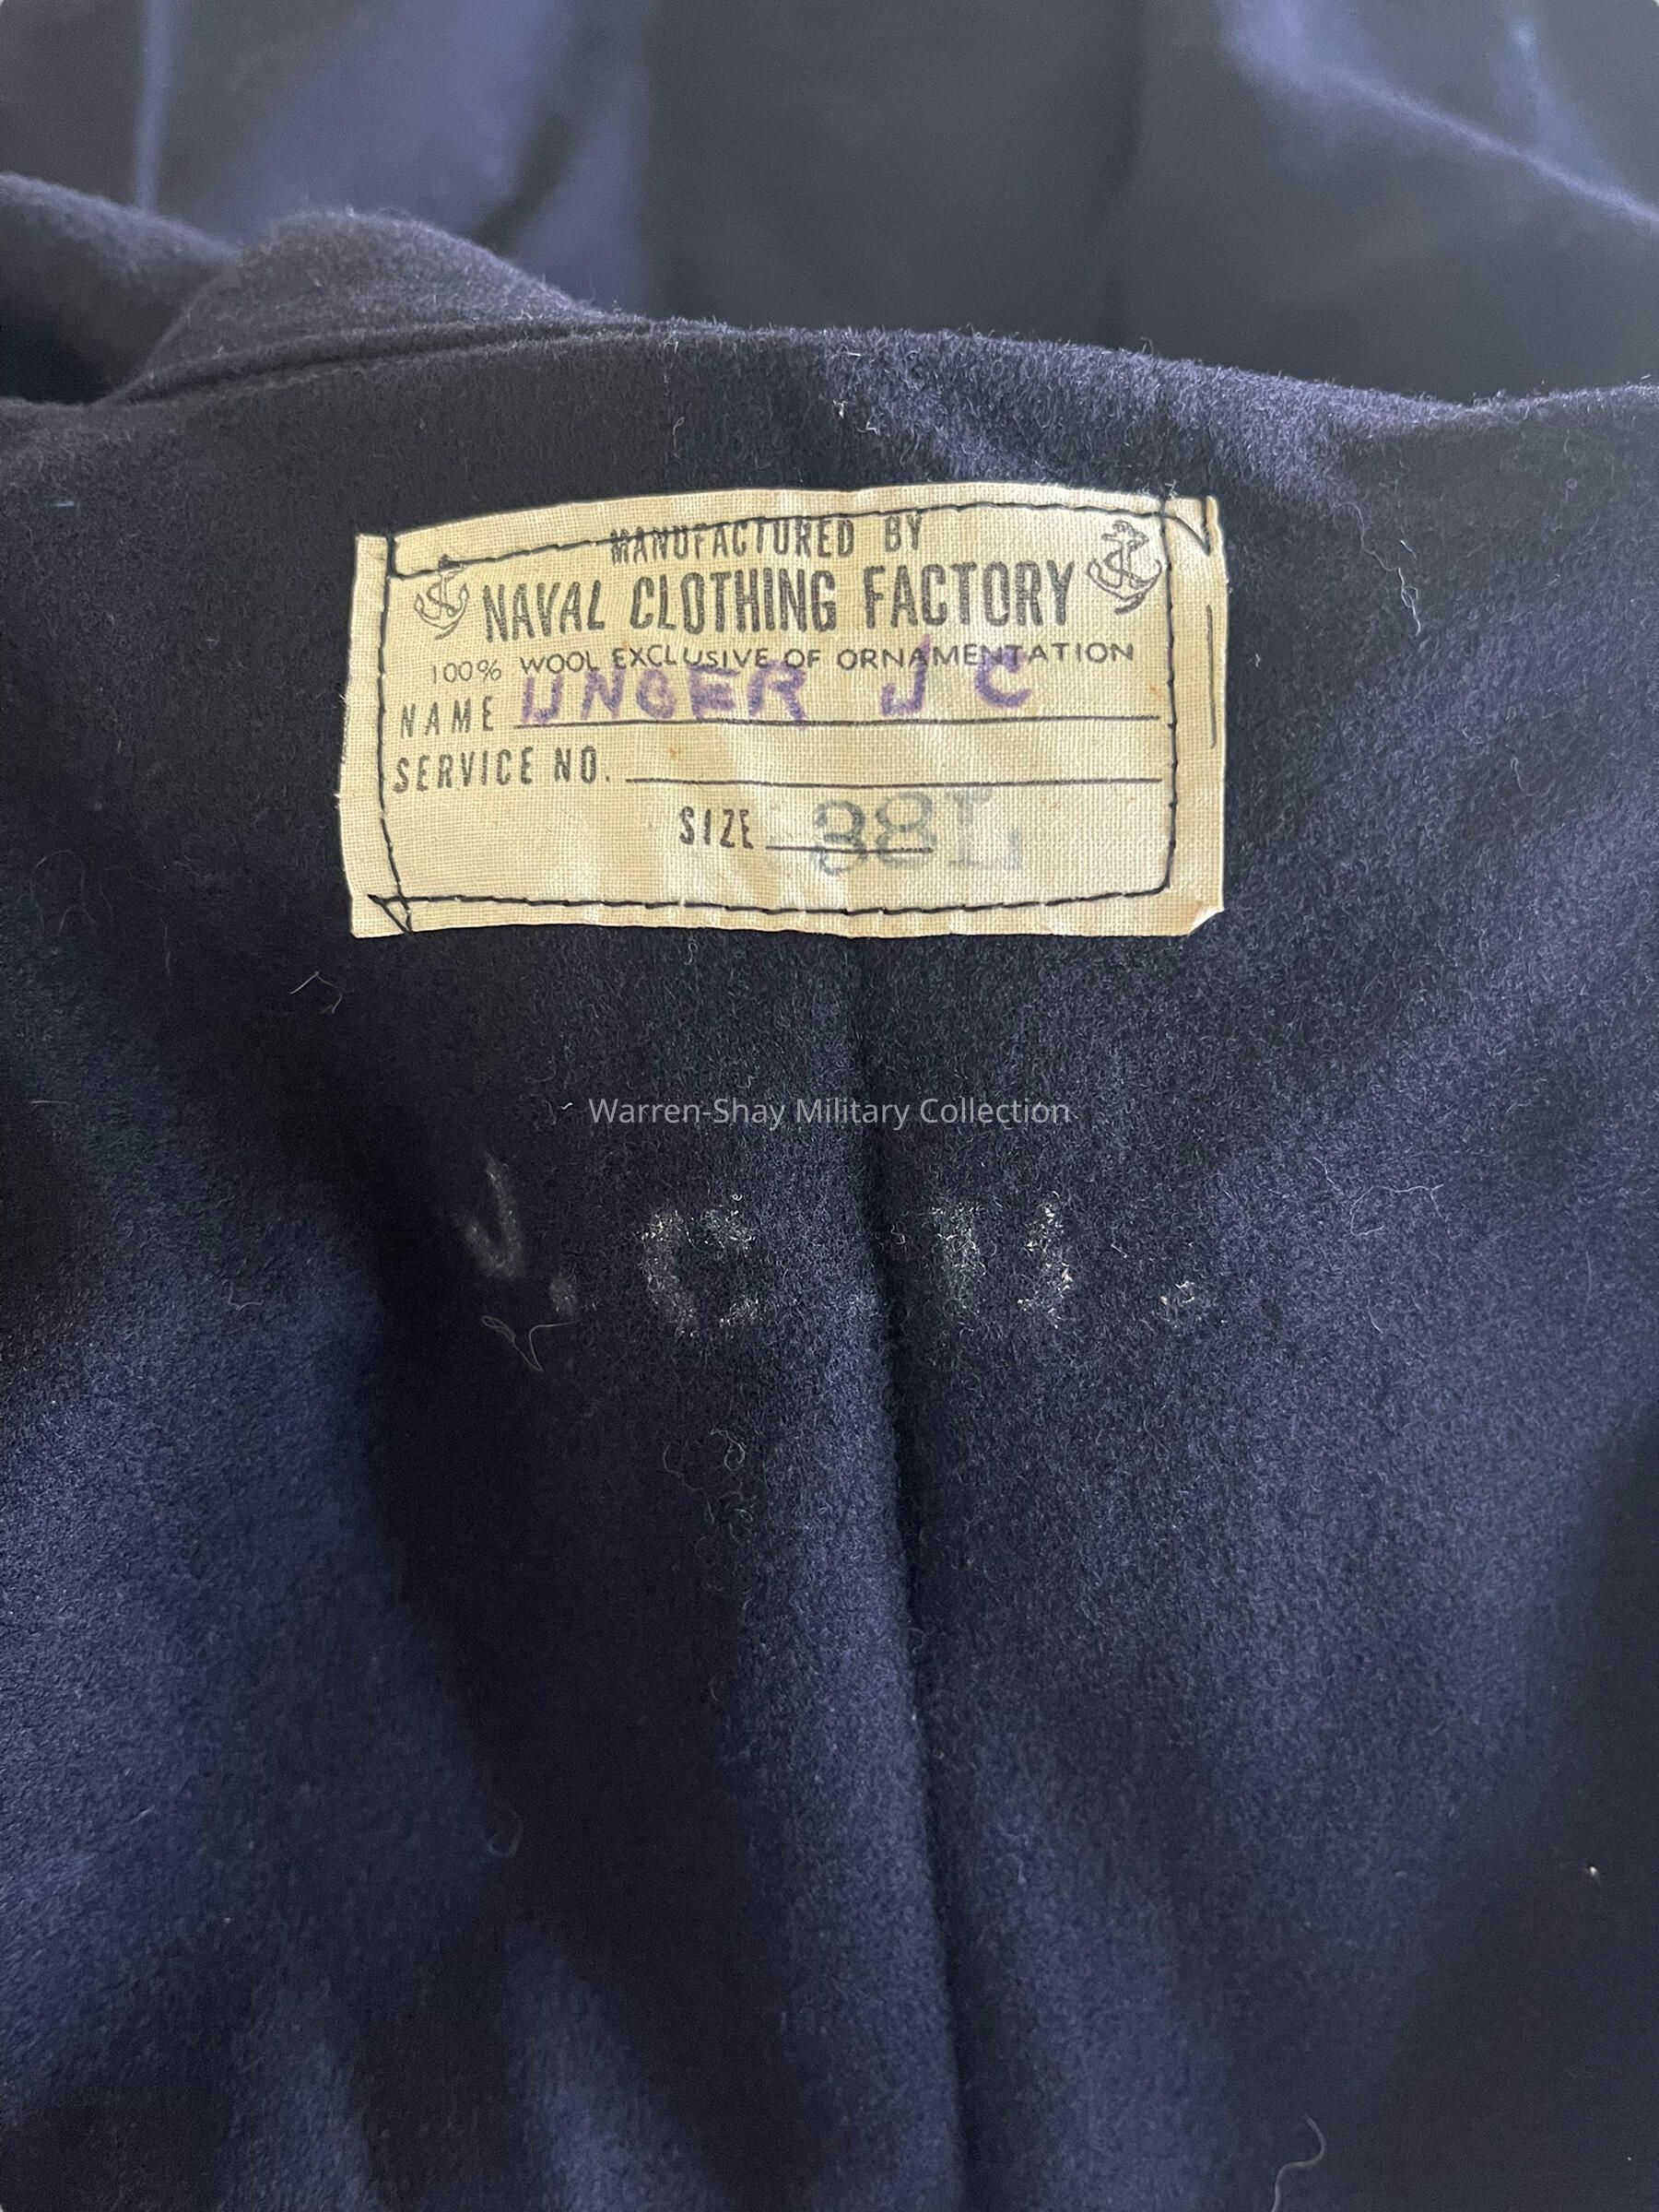 MANUFACTURED BY
NAVAL CLOTHING FACTORY
100% WOOL EXCLUSIVE OF ORNAMENTATION
NAME UNGER J C
SERVICE NO.
SIZE 38L
Warren-Shay Military Collection
J. C. U.